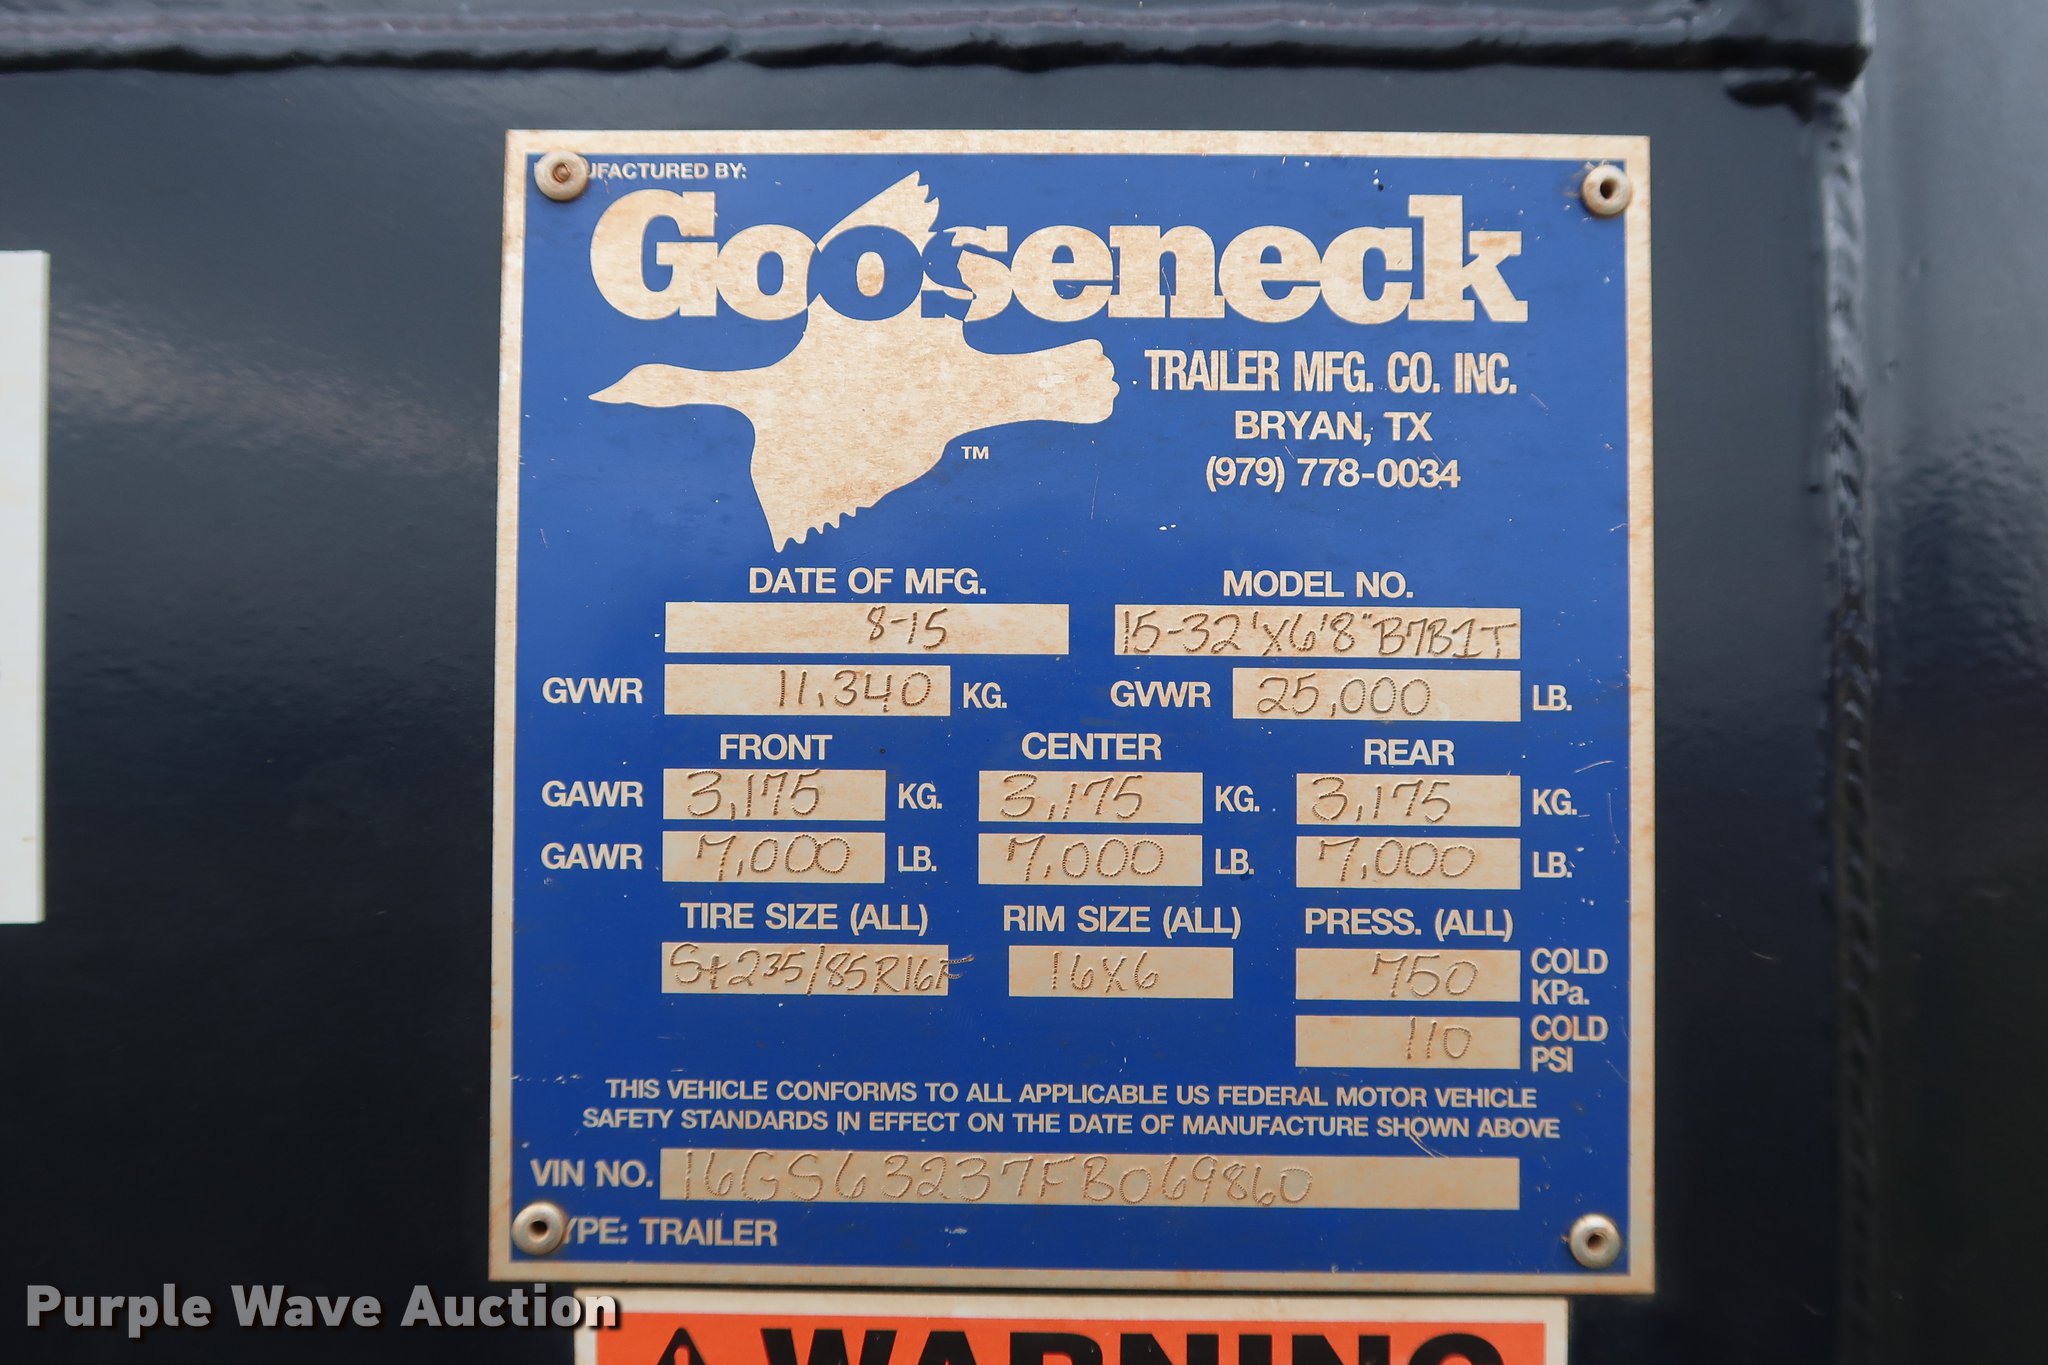 MANUFACTURED BY:
Gooseneck
TRAILER MFG. CO. INC.
BRYAN, TX
TM
(979) 778-0034
DATE OF MFG. MODEL NO.
8-15 15-32'X6'8"B7B1T
GVWR 11,340 KG. GVWR 25,000 LB.
FRONT CENTER REAR
GAWR 3,175 KG. 3,175 KG. 3,175 KG.
GAWR 7,000 LB. 7,000 LB. 7,000 LB.
TIRE SIZE (ALL) RIM SIZE (ALL) PRESS. (ALL)
St235/85R16F 16X6 750 COLD KPa.
110 COLD PSI
THIS VEHICLE CONFORMS TO ALL APPLICABLE US FEDERAL MOTOR VEHICLE
SAFETY STANDARDS IN EFFECT ON THE DATE OF MANUFACTURE SHOWN ABOVE
VIN NO. 16GS63237FB069860
TYPE: TRAILER
Purple Wave Auction
WARNING